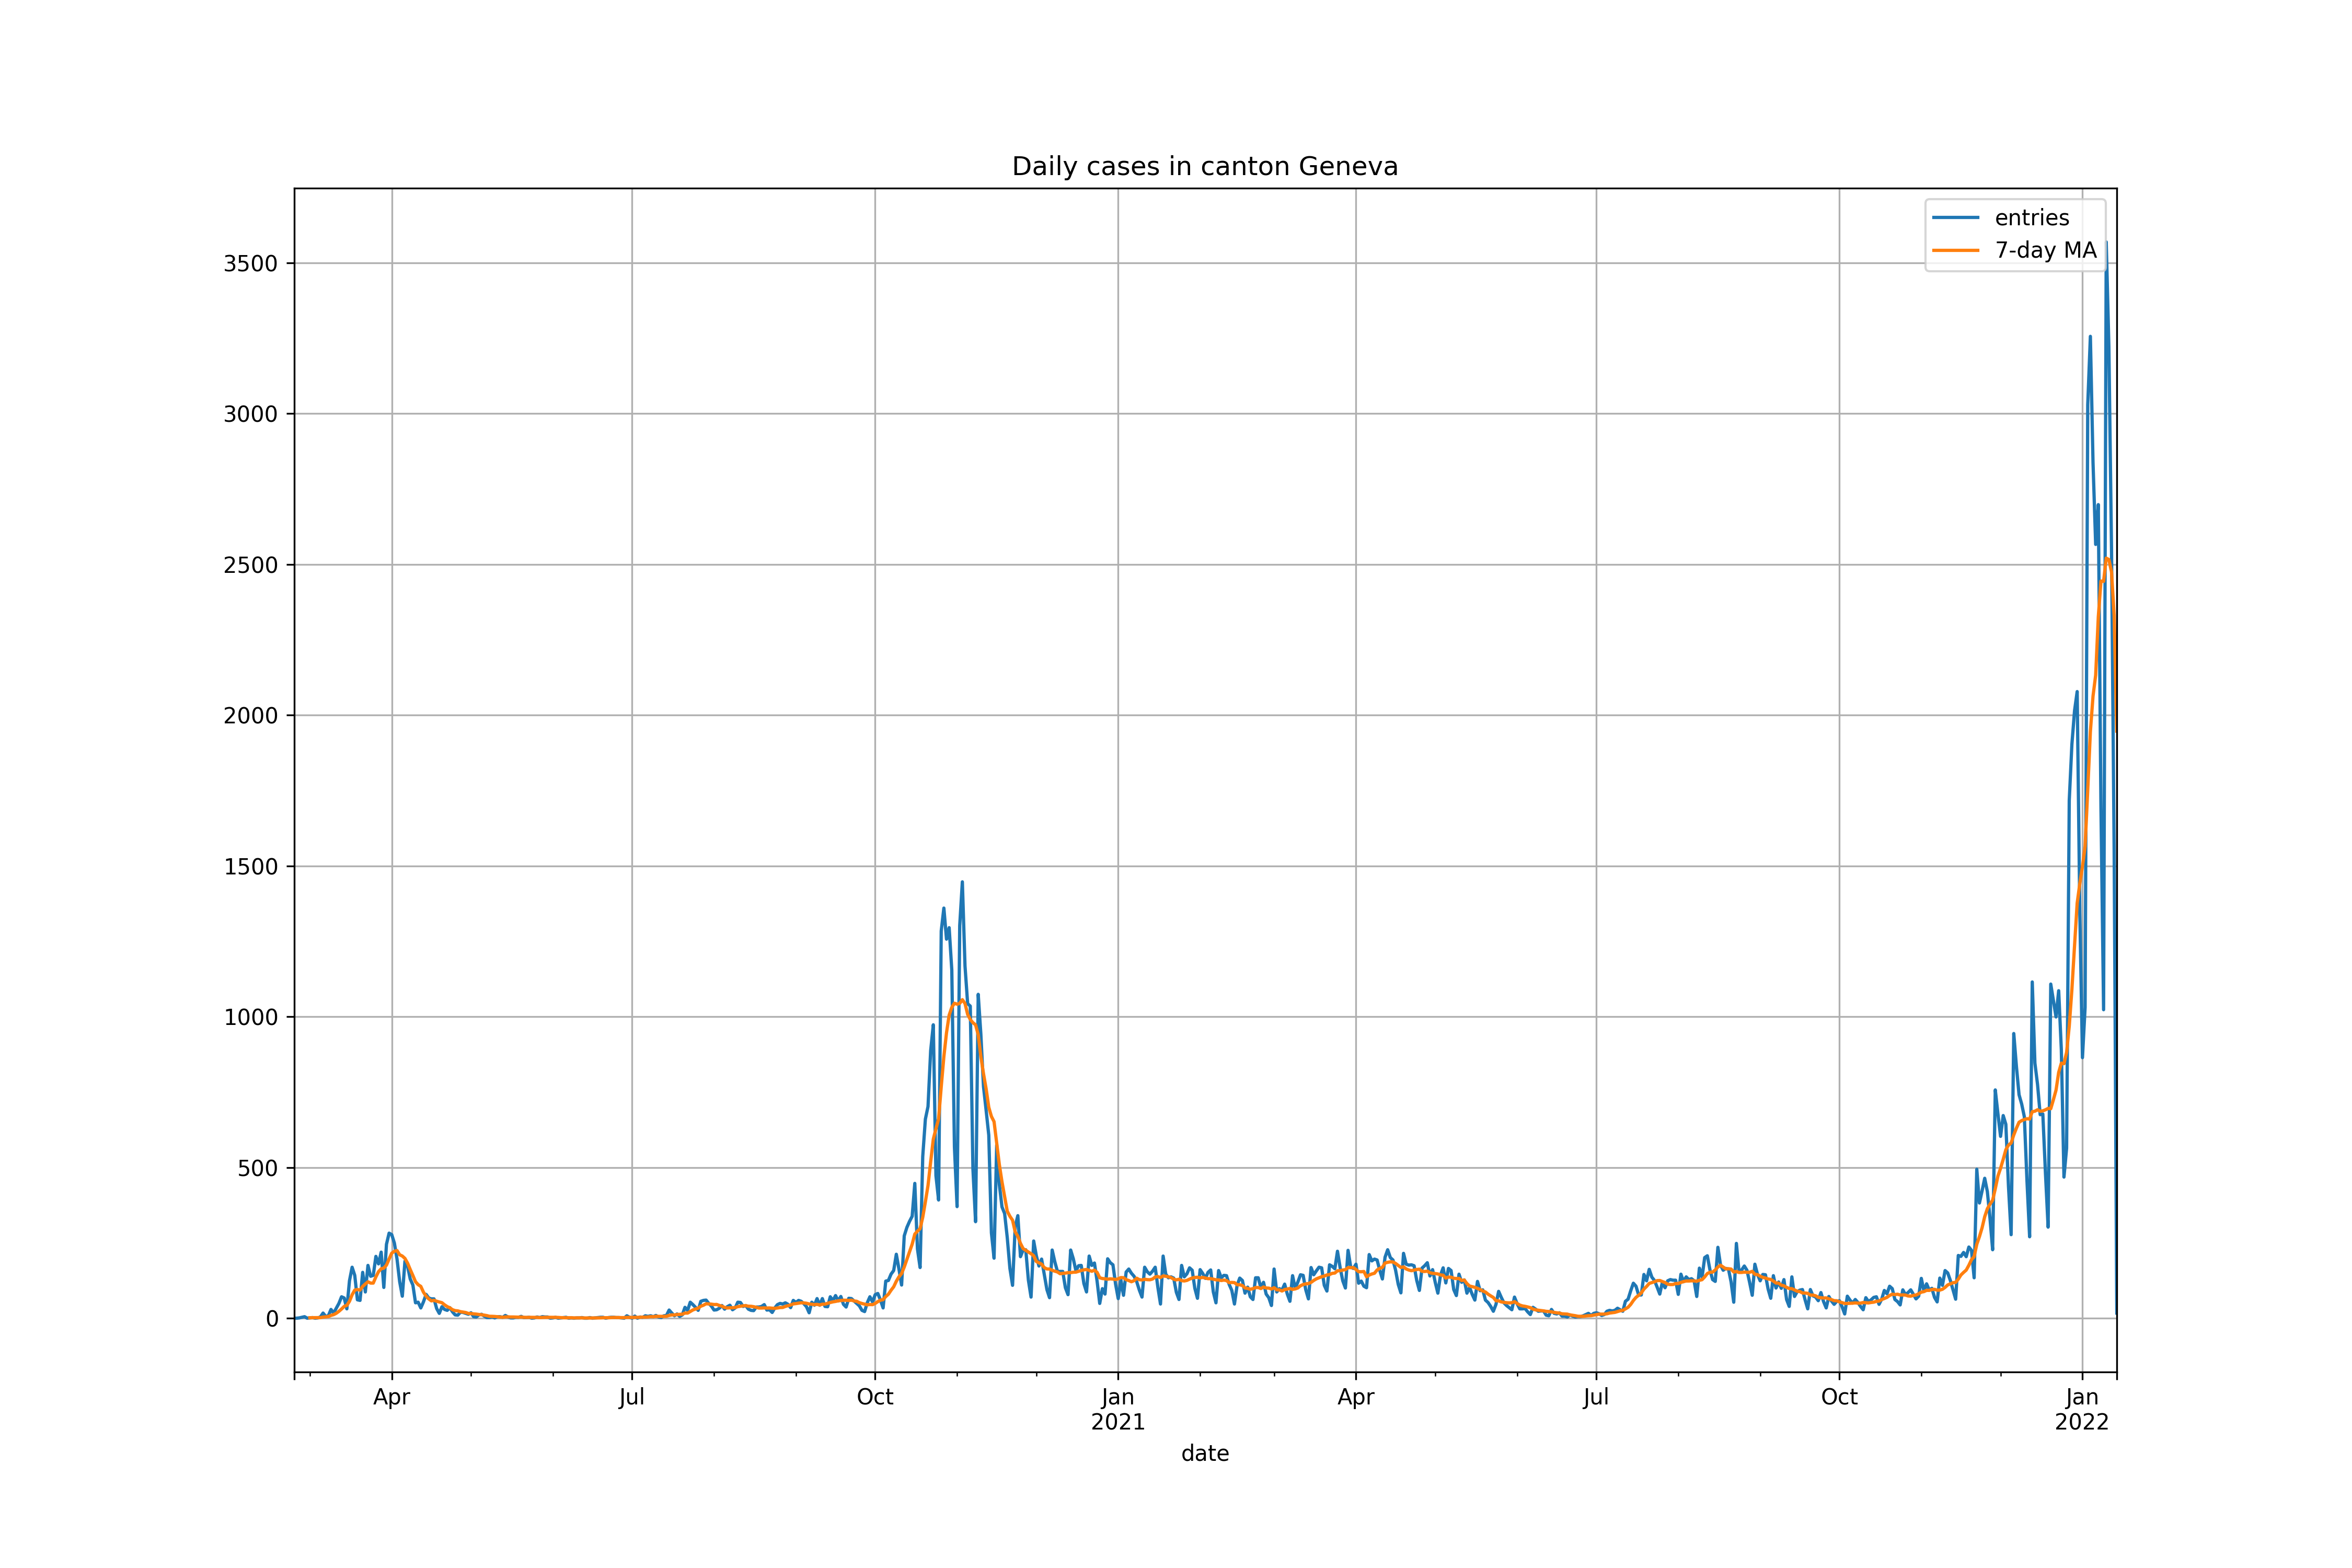 Daily cases in canton Geneva
entries
7-day MA
3500
3000
2500
2000
1500
1000
500
0
Apr Jul Oct Jan Apr Jul Oct Jan
2021 2022
date